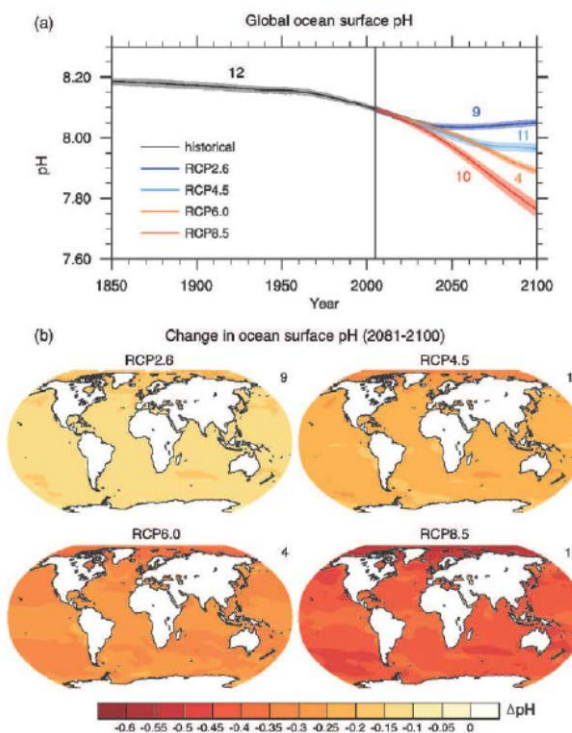 (a) Global ocean surface pH
8.20
8.00
7.80
7.60
pH
12
9
11
4
10
historical
RCP2.6
RCP4.5
RCP6.0
RCP8.5
1850 1900 1950 2000 2050 2100
Year
(b) Change in ocean surface pH (2081-2100)
RCP2.6 RCP4.5
9 1
RCP6.0 RCP8.5
4 1
-0.6 -0.55 -0.5 -0.45 -0.4 -0.35 -0.3 -0.25 -0.2 -0.15 -0.1 -0.05 0
ΔpH